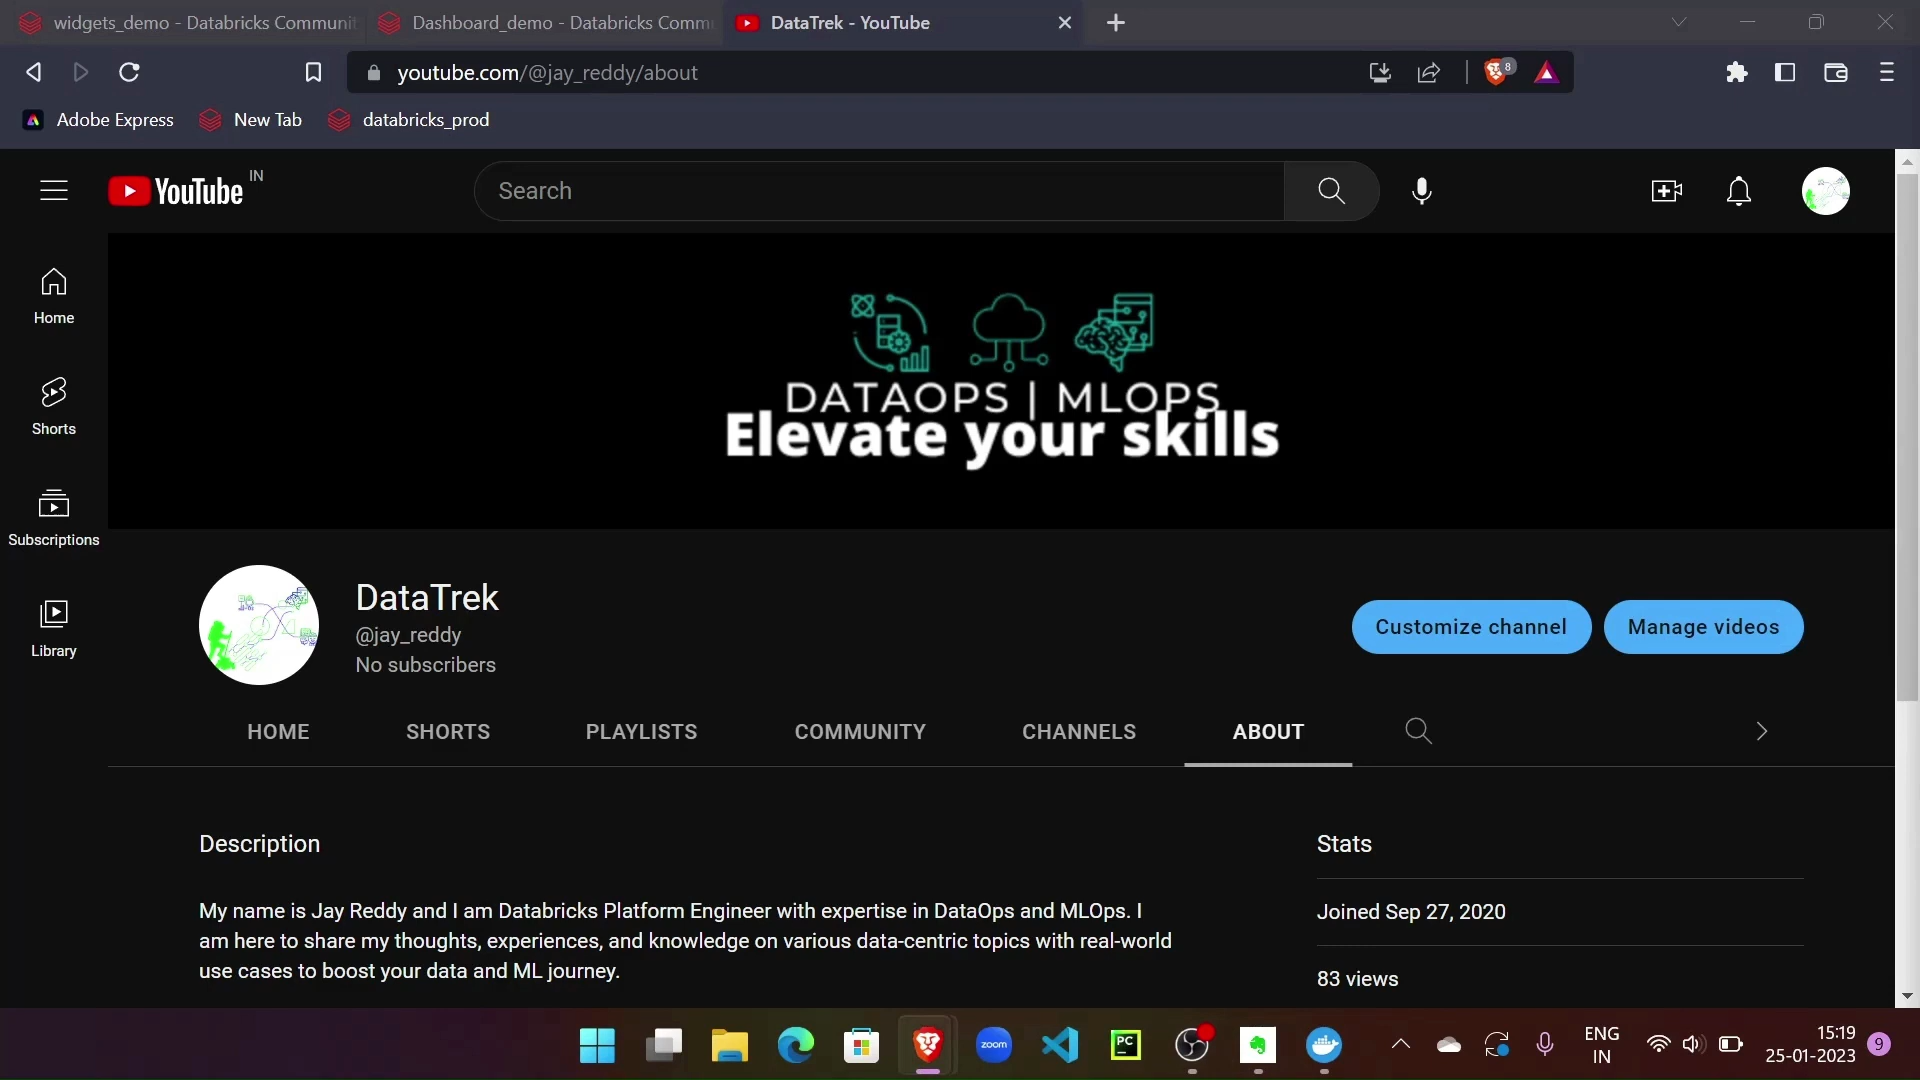 widgets_demo - Databricks Communit
Dashboard_demo - Databricks Comm
DataTrek - YouTube
youtube.com/@jay_reddy/about
8
Adobe Express
New Tab
databricks_prod
YouTube
IN
Search
Home
Shorts
Subscriptions
Library
DATAOPS | MLOPS
Elevate your skills
DataTrek
@jay_reddy
No subscribers
Customize channel
Manage videos
HOME
SHORTS
PLAYLISTS
COMMUNITY
CHANNELS
ABOUT
Description
My name is Jay Reddy and I am Databricks Platform Engineer with expertise in DataOps and MLOps. I
am here to share my thoughts, experiences, and knowledge on various data-centric topics with real-world
use cases to boost your data and ML journey.
Stats
Joined Sep 27, 2020
83 views
zoom
PC
ENG
IN
15:19
25-01-2023
9